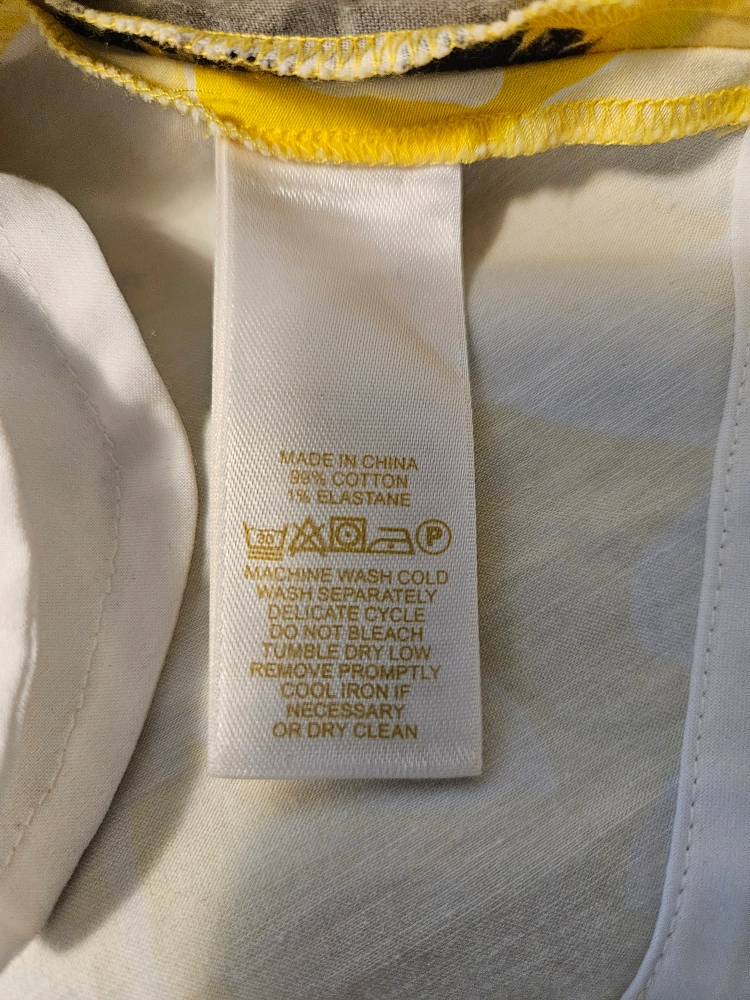 MADE IN CHINA
99% COTTON
1% ELASTANE
30 P
MACHINE WASH COLD
WASH SEPARATELY
DELICATE CYCLE
DO NOT BLEACH
TUMBLE DRY LOW
REMOVE PROMPTLY
COOL IRON IF
NECESSARY
OR DRY CLEAN